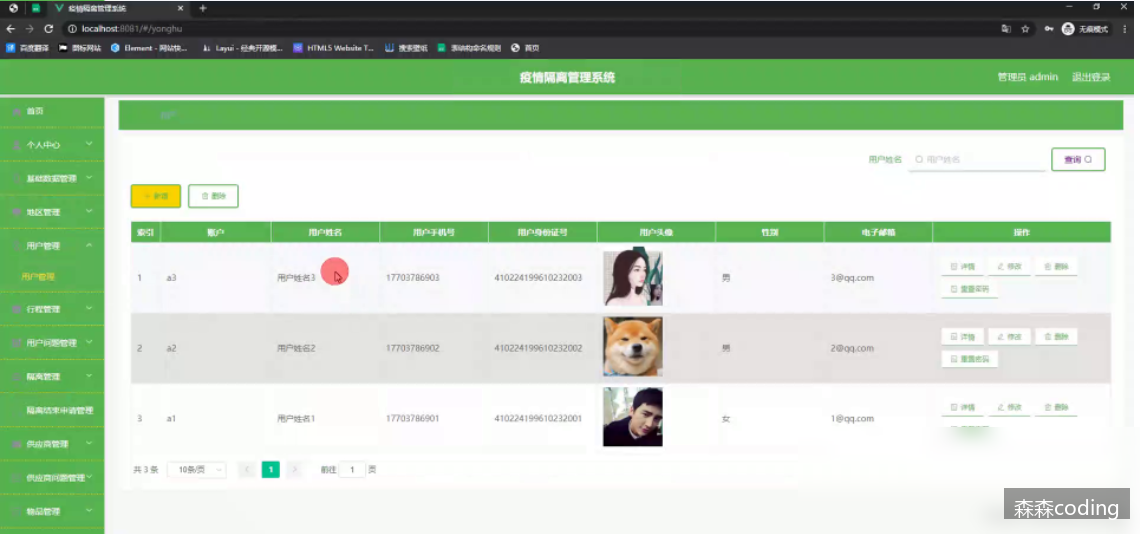 疫情隔离管理系统
localhost:8081/#/yonghu
无痕模式
百度翻译 图标网站 Element - 网站快... Layui - 经典开源模... HTML5 Website T... 搜索壁纸 表结构命名规则 首页
疫情隔离管理系统
管理员 admin 退出登录
首页
个人中心
基础数据管理
地区管理
用户管理
用户管理
行程管理
用户问题管理
隔离管理
隔离结束申请管理
供应商管理
供应商问题管理
物品管理
用户姓名 用户姓名 查询
+ 新增 删除
索引 账户 用户姓名 用户手机号 用户身份证号 用户头像 性别 电子邮箱 操作
1 a3 用户姓名3 17703786903 410224199610232003 男 3@qq.com 详情 修改 删除
重置密码
2 a2 用户姓名2 17703786902 410224199610232002 男 2@qq.com 详情 修改 删除
重置密码
3 a1 用户姓名1 17703786901 410224199610232001 女 1@qq.com 详情 修改 删除
共 3 条 10条/页 1 前往 1 页
森森coding